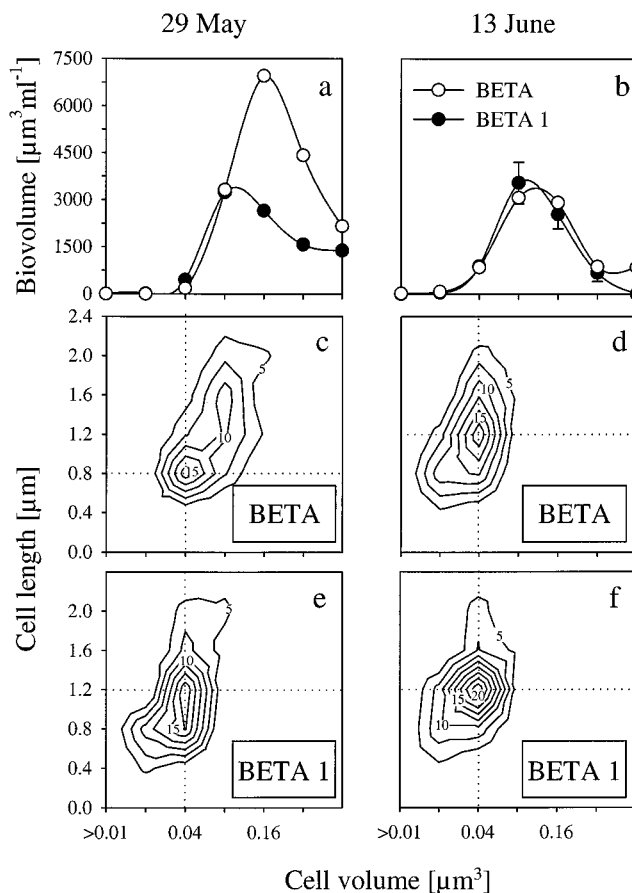 29 May 13 June
Biovolume [µm³ml⁻¹]
7500
6000
4500
3000
1500
0
a
b
BETA
BETA 1
Cell length [µm]
2.0
1.6
1.2
0.8
0.4
0.0
c
5
10
15
BETA
d
5
10
15
BETA
2.0
1.6
1.2
0.8
0.4
0.0
e
5
10
15
BETA 1
f
5
20
15
10
BETA 1
>0.01 0.04 0.16 >0.01 0.04 0.16
Cell volume [µm³]